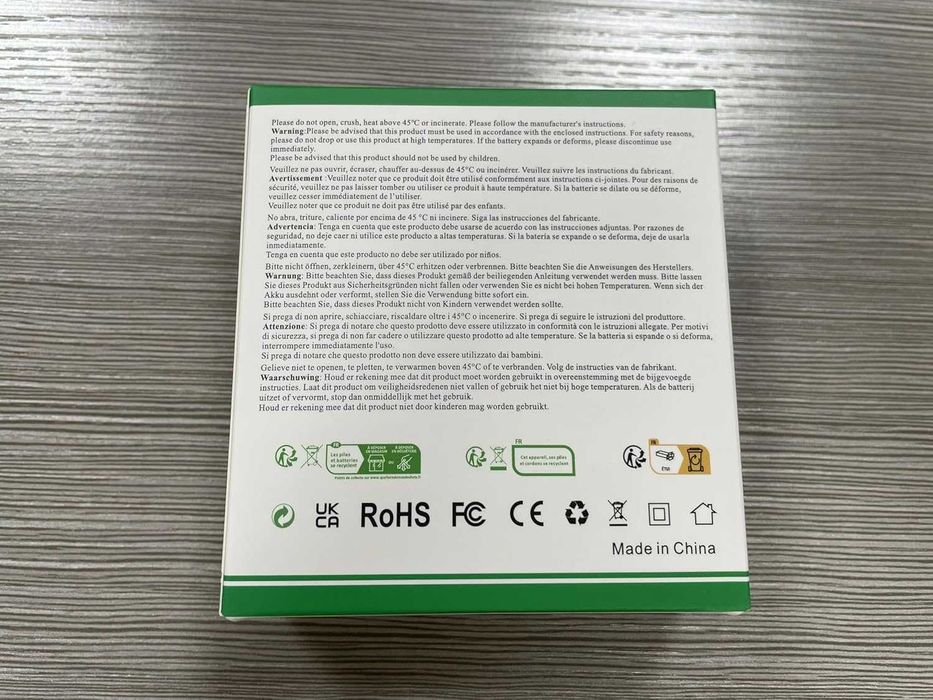 Please do not open, crush, heat above 45°C or incinerate. Please follow the manufacturer's instructions.
Warning:Please be advised that this product must be used in accordance with the enclosed instructions. For safety reasons,
please do not drop or use this product at high temperatures. If the battery expands or deforms, please discontinue use
immediately.
Please be advised that this product should not be used by children.
Veuillez ne pas ouvrir, écraser, chauffer au-dessus de 45°C ou incinérer. Veuillez suivre les instructions du fabricant.
Avertissement :Veuillez noter que ce produit doit être utilisé conformément aux instructions ci-jointes. Pour des raisons de
sécurité, veuillez ne pas laisser tomber ou utiliser ce produit à haute température. Si la batterie se dilate ou se déforme,
veuillez cesser immédiatement de l'utiliser.
Veuillez noter que ce produit ne doit pas être utilisé par des enfants.
No abra, triture, caliente por encima de 45 °C ni incinere. Siga las instrucciones del fabricante.
Advertencia: Tenga en cuenta que este producto debe usarse de acuerdo con las instrucciones adjuntas. Por razones de
seguridad, no deje caer ni utilice este producto a altas temperaturas. Si la batería se expande o se deforma, deje de usarla
inmediatamente.
Tenga en cuenta que este producto no debe ser utilizado por niños.
Bitte nicht öffnen, zerkleinern, über 45°C erhitzen oder verbrennen. Bitte beachten Sie die Anweisungen des Herstellers.
Warnung: Bitte beachten Sie, dass dieses Produkt gemäß der beiliegenden Anleitung verwendet werden muss. Bitte lassen
Sie dieses Produkt aus Sicherheitsgründen nicht fallen oder verwenden Sie es nicht bei hohen Temperaturen. Wenn sich der
Akku ausdehnt oder verformt, stellen Sie die Verwendung bitte sofort ein.
Bitte beachten Sie, dass dieses Produkt nicht von Kindern verwendet werden sollte.
Si prega di non aprire, schiacciare, riscaldare oltre i 45°C o incenerire. Si prega di seguire le istruzioni del produttore.
Attenzione: Si prega di notare che questo prodotto deve essere utilizzato in conformità con le istruzioni allegate. Per motivi
di sicurezza, si prega di non far cadere o utilizzare questo prodotto ad alte temperature. Se la batteria si espande o si deforma,
interrompere immediatamente l'uso.
Si prega di notare che questo prodotto non deve essere utilizzato dai bambini.
Gelieve niet te openen, te pletten, te verwarmen boven 45°C of te verbranden. Volg de instructies van de fabrikant.
Waarschuwing: Houd er rekening mee dat dit product moet worden gebruikt in overeenstemming met de bijgevoegde
instructies. Laat dit product om veiligheidsredenen niet vallen of gebruik het niet bij hoge temperaturen. Als de batterij
uitzet of vervormt, stop dan onmiddellijk met het gebruik.
Houd er rekening mee dat dit product niet door kinderen mag worden gebruikt.
FR
Les piles
et batteries
se recyclent
À DÉPOSER
EN MAGASIN
OU
À DÉPOSER
EN DÉCHÈTERIE
FR
Cet appareil, ses piles
et cordons se recyclent
FR
ÉTUI
UK
CA
RoHS
FC
CE
Made in China